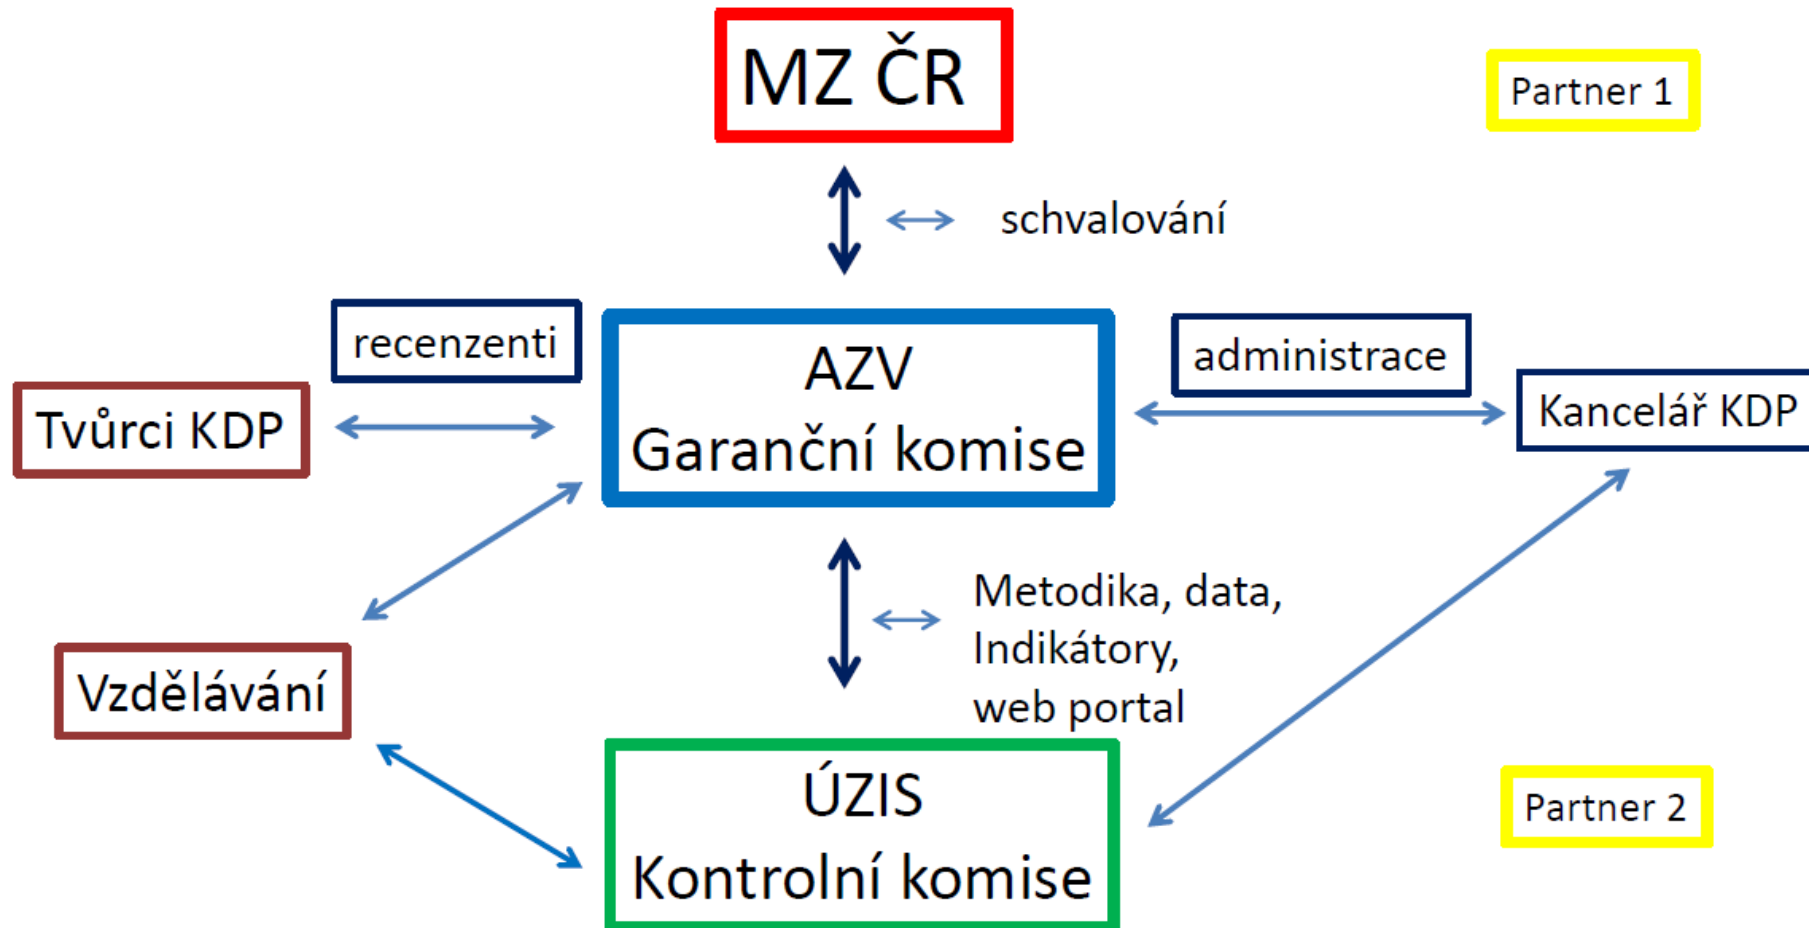 MZ ČR
Partner 1
schvalování
recenzenti
AZV
Garanční komise
administrace
Tvůrci KDP
Kancelář KDP
Metodika, data,
Indikátory,
web portal
Vzdělávání
ÚZIS
Kontrolní komise
Partner 2